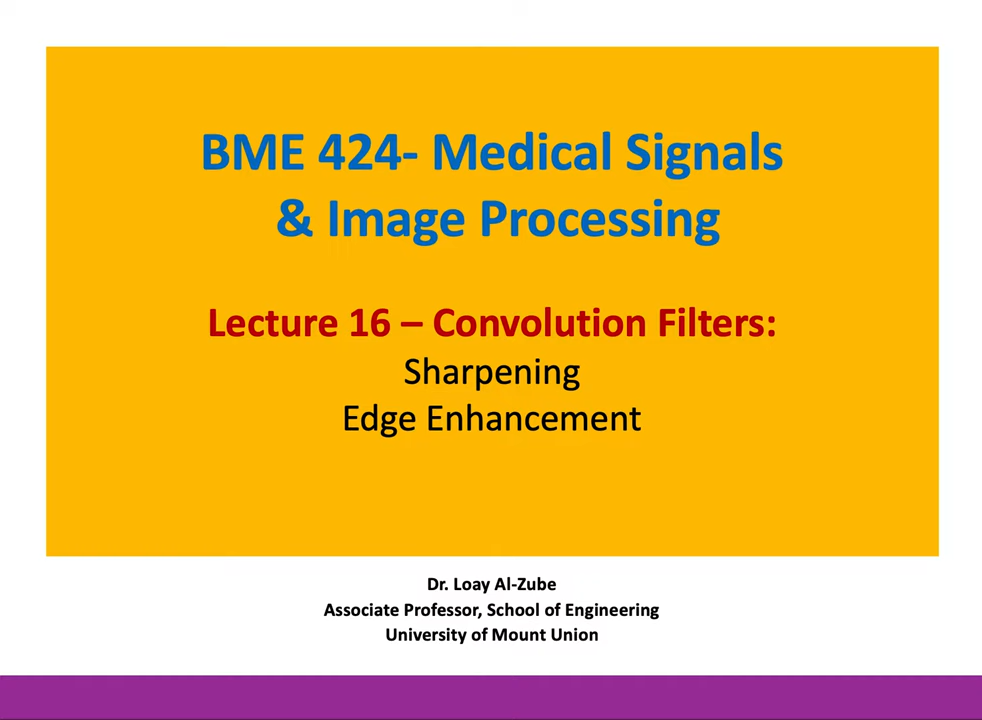 BME 424- Medical Signals
& Image Processing
Lecture 16 – Convolution Filters:
Sharpening
Edge Enhancement
Dr. Loay Al-Zube
Associate Professor, School of Engineering
University of Mount Union